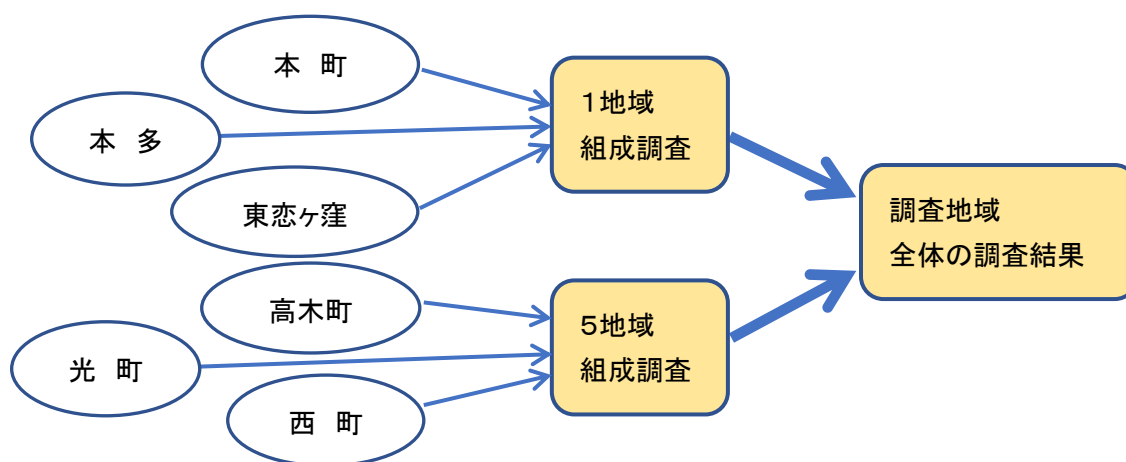 本　町
本　多
東恋ヶ窪
1地域
組成調査
高木町
光　町
西　町
5地域
組成調査
調査地域
全体の調査結果